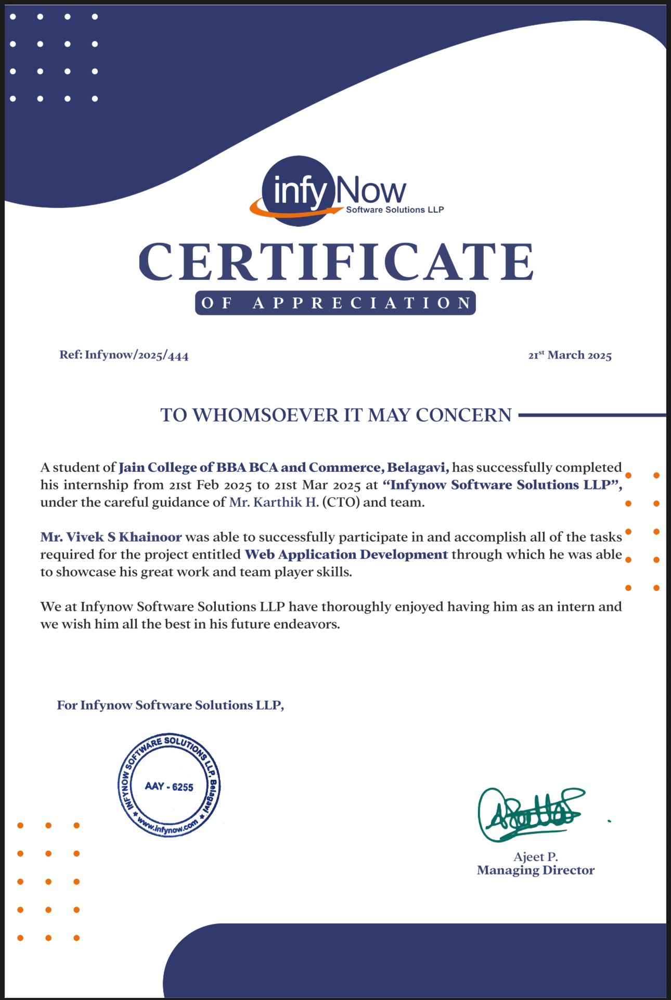 infyNow
Software Solutions LLP
CERTIFICATE
OF APPRECIATION
Ref: Infynow/2025/444
21st March 2025
TO WHOMSOEVER IT MAY CONCERN
A student of Jain College of BBA BCA and Commerce, Belagavi, has successfully completed
his internship from 21st Feb 2025 to 21st Mar 2025 at “Infynow Software Solutions LLP”,
under the careful guidance of Mr. Karthik H. (CTO) and team.
Mr. Vivek S Khainoor was able to successfully participate in and accomplish all of the tasks
required for the project entitled Web Application Development through which he was able
to showcase his great work and team player skills.
We at Infynow Software Solutions LLP have thoroughly enjoyed having him as an intern and
we wish him all the best in his future endeavors.
For Infynow Software Solutions LLP,
INFYNOW SOFTWARE SOLUTIONS LLP, Belagavi
AAY - 6255
★ www.infynow.com ★
Ajeet P.
Managing Director